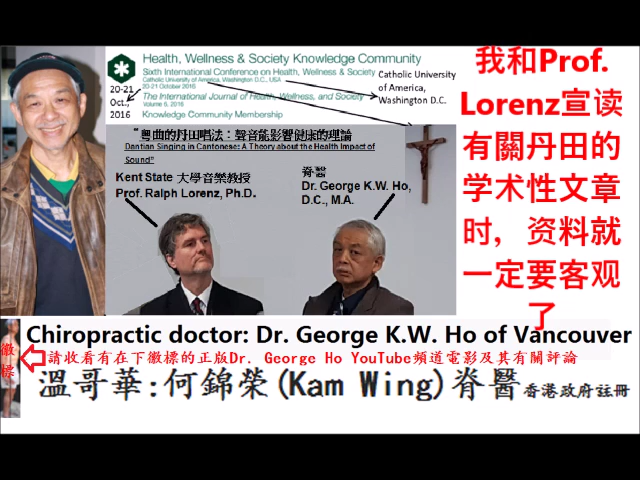 Health, Wellness & Society Knowledge Community
Sixth International Conference on Health, Wellness & Society
Catholic University of America, Washington, D.C., USA
20-21 October 2016
The International Journal of Health, Wellness, and Society
Volume 6, 2016
Knowledge Community Membership
20-21
Oct.,
2016
Catholic University
of America,
Washington D.C.
“粵曲的丹田唱法：聲音能影響健康的理論
Dantian Singing in Cantonese: A Theory about the Health Impact of
Sound”
Kent State 大學音樂教授
Prof. Ralph Lorenz, Ph.D.
脊醫
Dr. George K.W. Ho,
D.C., M.A.
我和Prof.
Lorenz宣读
有關丹田的
学术性文章
时，资料就
一定要客观
了
Chiropractic doctor: Dr. George K.W. Ho of Vancouver
徽
標
請收看有在下徽標的正版Dr. George Ho YouTube頻道電影及其有關評論
溫哥華:何錦榮(Kam Wing)脊醫香港政府註冊